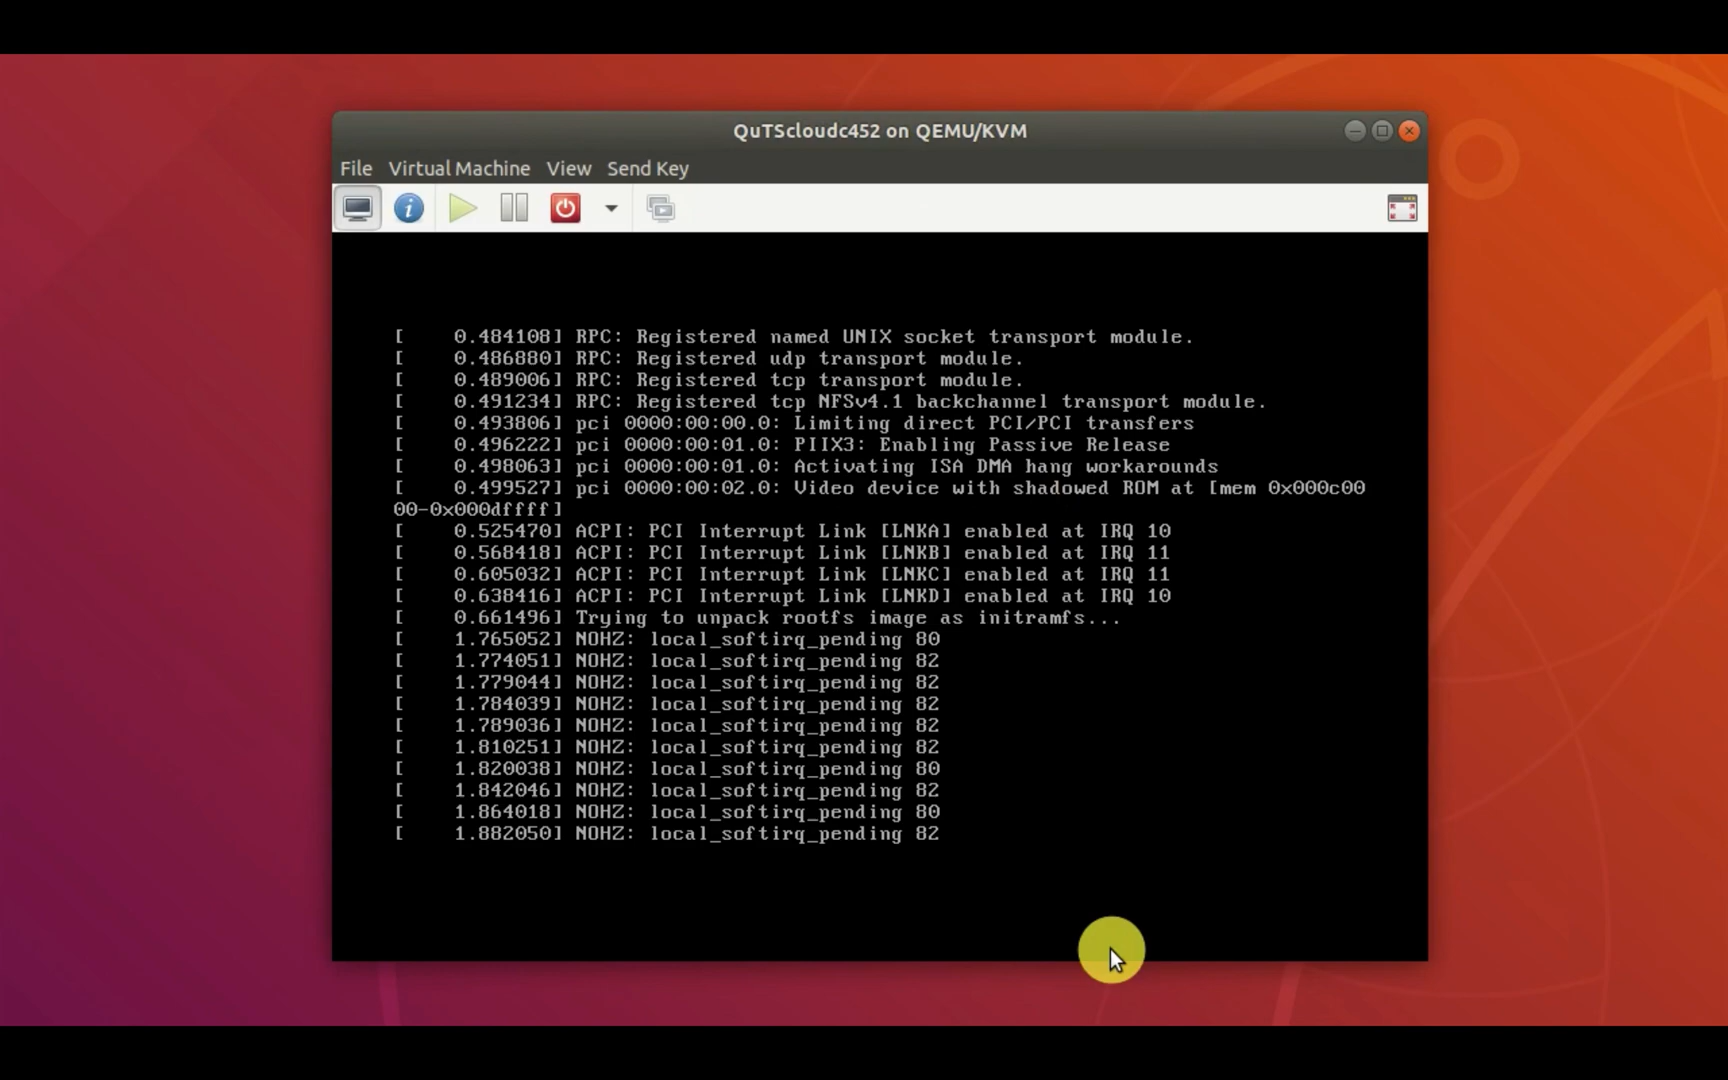 QuTScloudc452 on QEMU/KVM
File Virtual Machine View Send Key
[    0.484108] RPC: Registered named UNIX socket transport module.
[    0.486880] RPC: Registered udp transport module.
[    0.489006] RPC: Registered tcp transport module.
[    0.491234] RPC: Registered tcp NFSv4.1 backchannel transport module.
[    0.493806] pci 0000:00:00.0: Limiting direct PCI/PCI transfers
[    0.496222] pci 0000:00:01.0: PIIX3: Enabling Passive Release
[    0.498063] pci 0000:00:01.0: Activating ISA DMA hang workarounds
[    0.499527] pci 0000:00:02.0: Video device with shadowed ROM at [mem 0x000c00
00-0x000dffff]
[    0.525470] ACPI: PCI Interrupt Link [LNKA] enabled at IRQ 10
[    0.568418] ACPI: PCI Interrupt Link [LNKB] enabled at IRQ 11
[    0.605032] ACPI: PCI Interrupt Link [LNKC] enabled at IRQ 11
[    0.638416] ACPI: PCI Interrupt Link [LNKD] enabled at IRQ 10
[    0.661496] Trying to unpack rootfs image as initramfs...
[    1.765052] NOHZ: local_softirq_pending 80
[    1.774051] NOHZ: local_softirq_pending 82
[    1.779044] NOHZ: local_softirq_pending 82
[    1.784039] NOHZ: local_softirq_pending 82
[    1.789036] NOHZ: local_softirq_pending 82
[    1.810251] NOHZ: local_softirq_pending 82
[    1.820038] NOHZ: local_softirq_pending 80
[    1.842046] NOHZ: local_softirq_pending 82
[    1.864018] NOHZ: local_softirq_pending 80
[    1.882050] NOHZ: local_softirq_pending 82